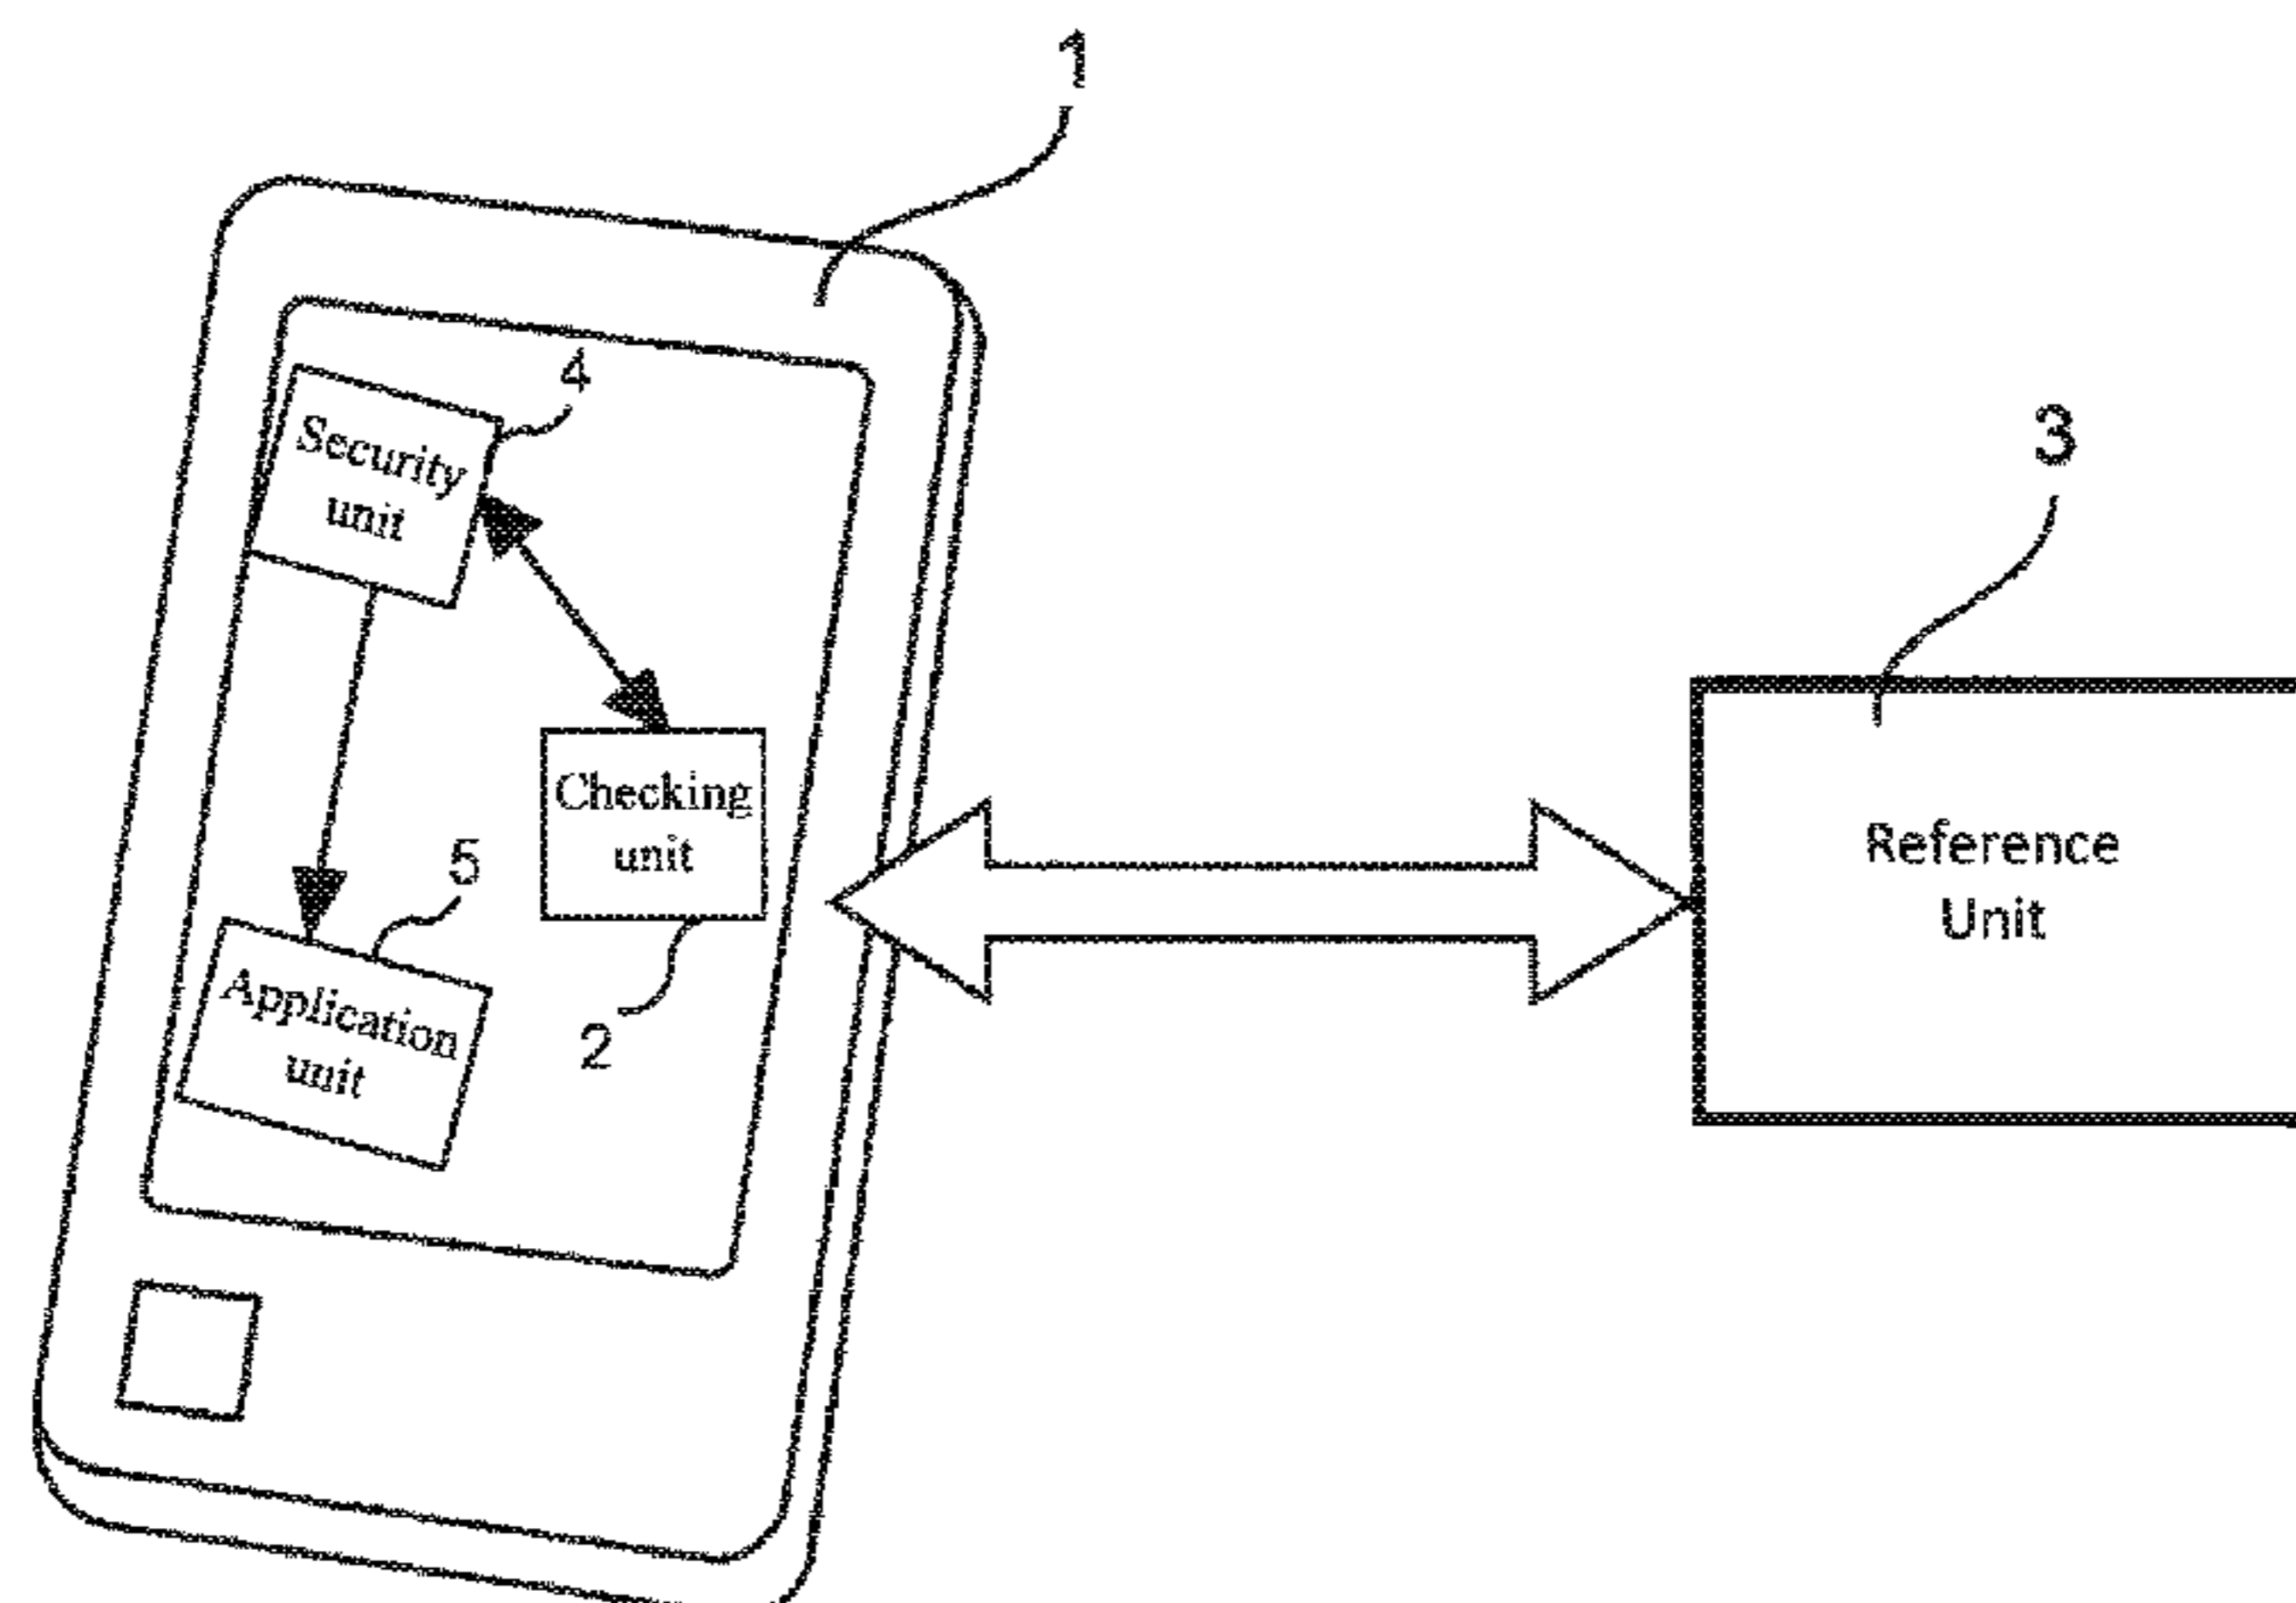 1
4
Security
unit
3
Checking
unit
5
Reference
Unit
Application
unit
2